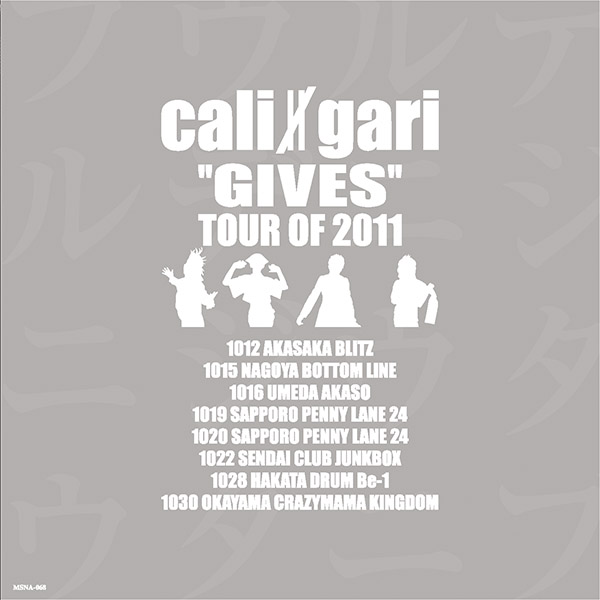 cali≠gari
"GIVES"
TOUR OF 2011
1012 AKASAKA BLITZ
1015 NAGOYA BOTTOM LINE
1016 UMEDA AKASO
1019 SAPPORO PENNY LANE 24
1020 SAPPORO PENNY LANE 24
1022 SENDAI CLUB JUNKBOX
1028 HAKATA DRUM Be-1
1030 OKAYAMA CRAZYMAMA KINGDOM
MSNA-068